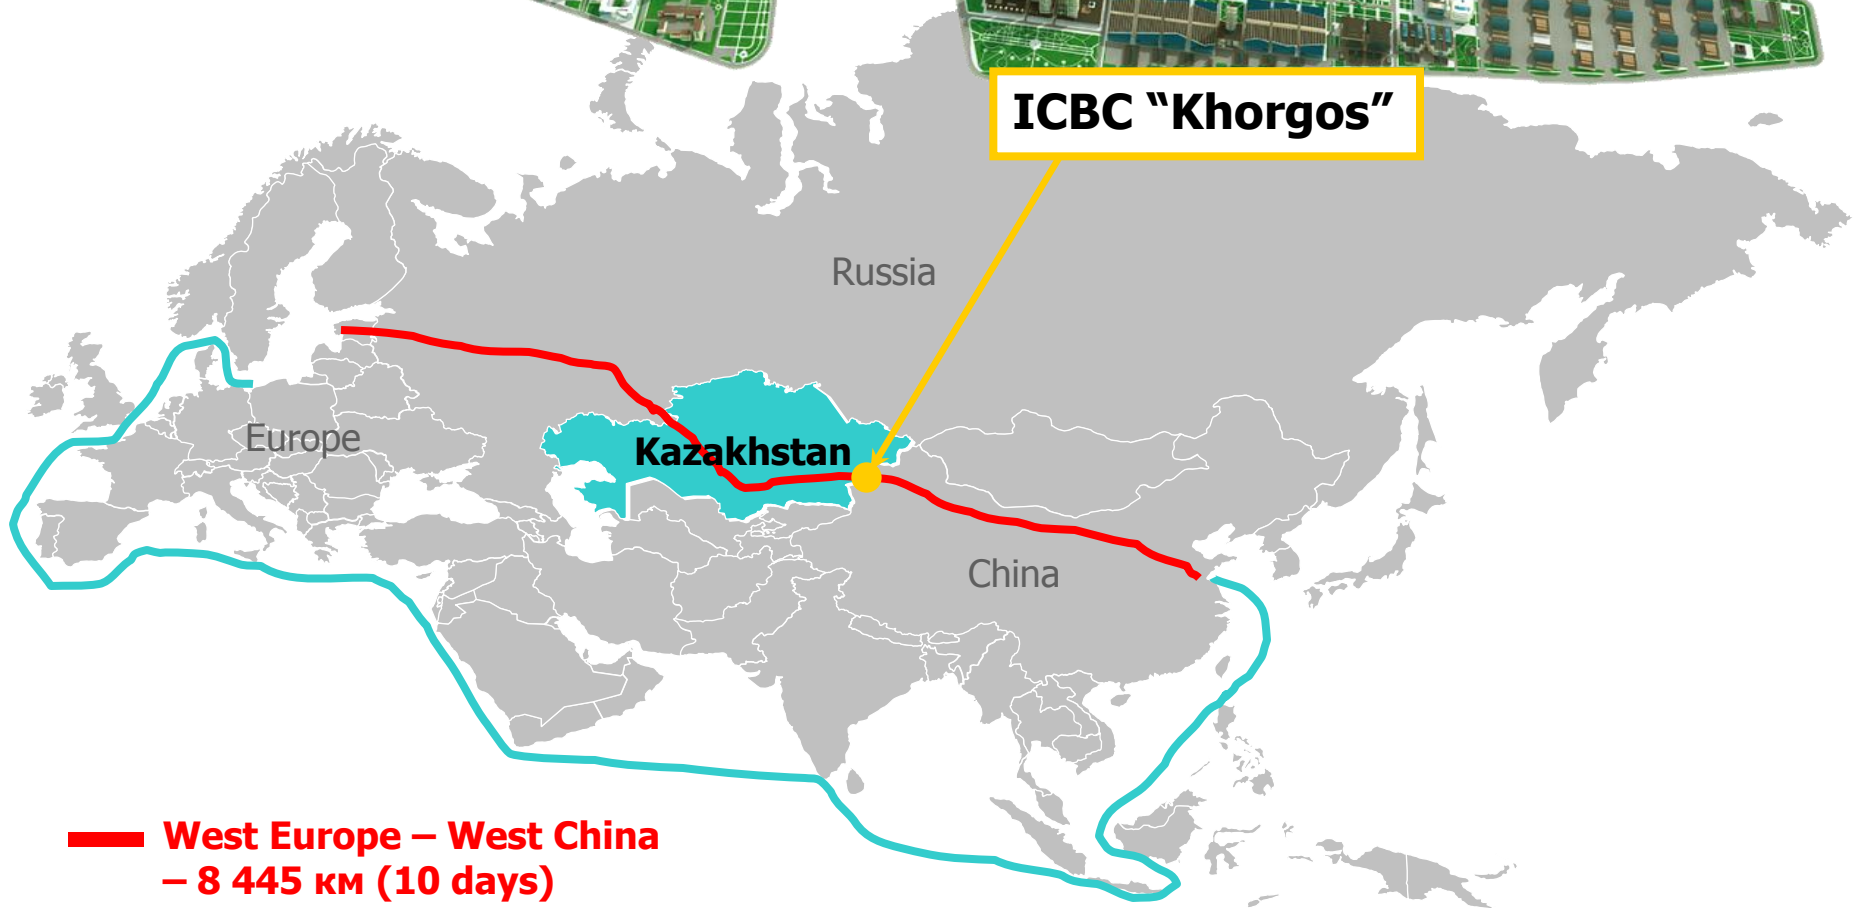 ICBC “Khorgos”
Russia
Europe
Kazakhstan
China
West Europe – West China
– 8 445 км (10 days)